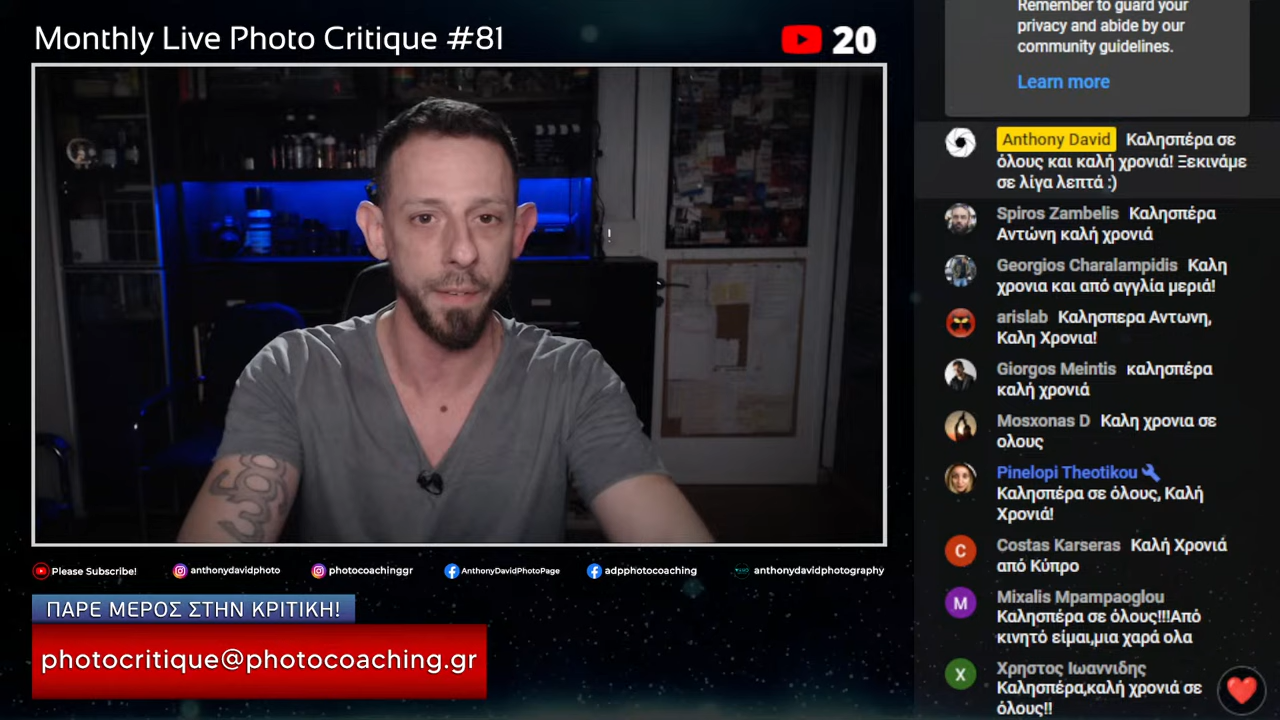 Monthly Live Photo Critique #81
20
Please Subscribe!
anthonydavidphoto
photocoachinggr
AnthonyDavidPhotoPage
adpphotocoaching
anthonydavidphotography
ΠΑΡΕ ΜΕΡΟΣ ΣΤΗΝ ΚΡΙΤΙΚΗ!
photocritique@photocoaching.gr
Remember to guard your
privacy and abide by our
community guidelines.
Learn more
Anthony David Καλησπέρα σε
όλους και καλή χρονιά! Ξεκινάμε
σε λίγα λεπτά :)
Spiros Zambelis Καλησπέρα
Αντώνη καλή χρονιά
Georgios Charalampidis Καλη
χρονια και από αγγλία μεριά!
arislab Καλησπερα Αντωνη,
Καλη Χρονια!
Giorgos Meintis καλησπέρα
καλή χρονιά
Mosxonas D Καλη χρονια σε
ολους
Pinelopi Theotikou
Καλησπέρα σε όλους, Καλή
Χρονιά!
C
Costas Karseras Καλή Χρονιά
από Κύπρο
M
Mixalis Mpampaoglou
Καλησπέρα σε όλους!!!Από
κινητό είμαι,μια χαρά ολα
X
Χρηστος Ιωαννιδης
Καλησπέρα,καλή χρονιά σε
όλους!!